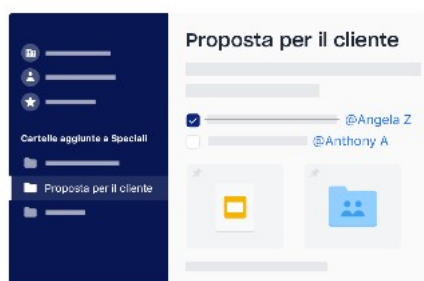 Proposta per il cliente
@Angela Z
@Anthony A
Cartelle aggiunte a Speciali
Proposta per il cliente